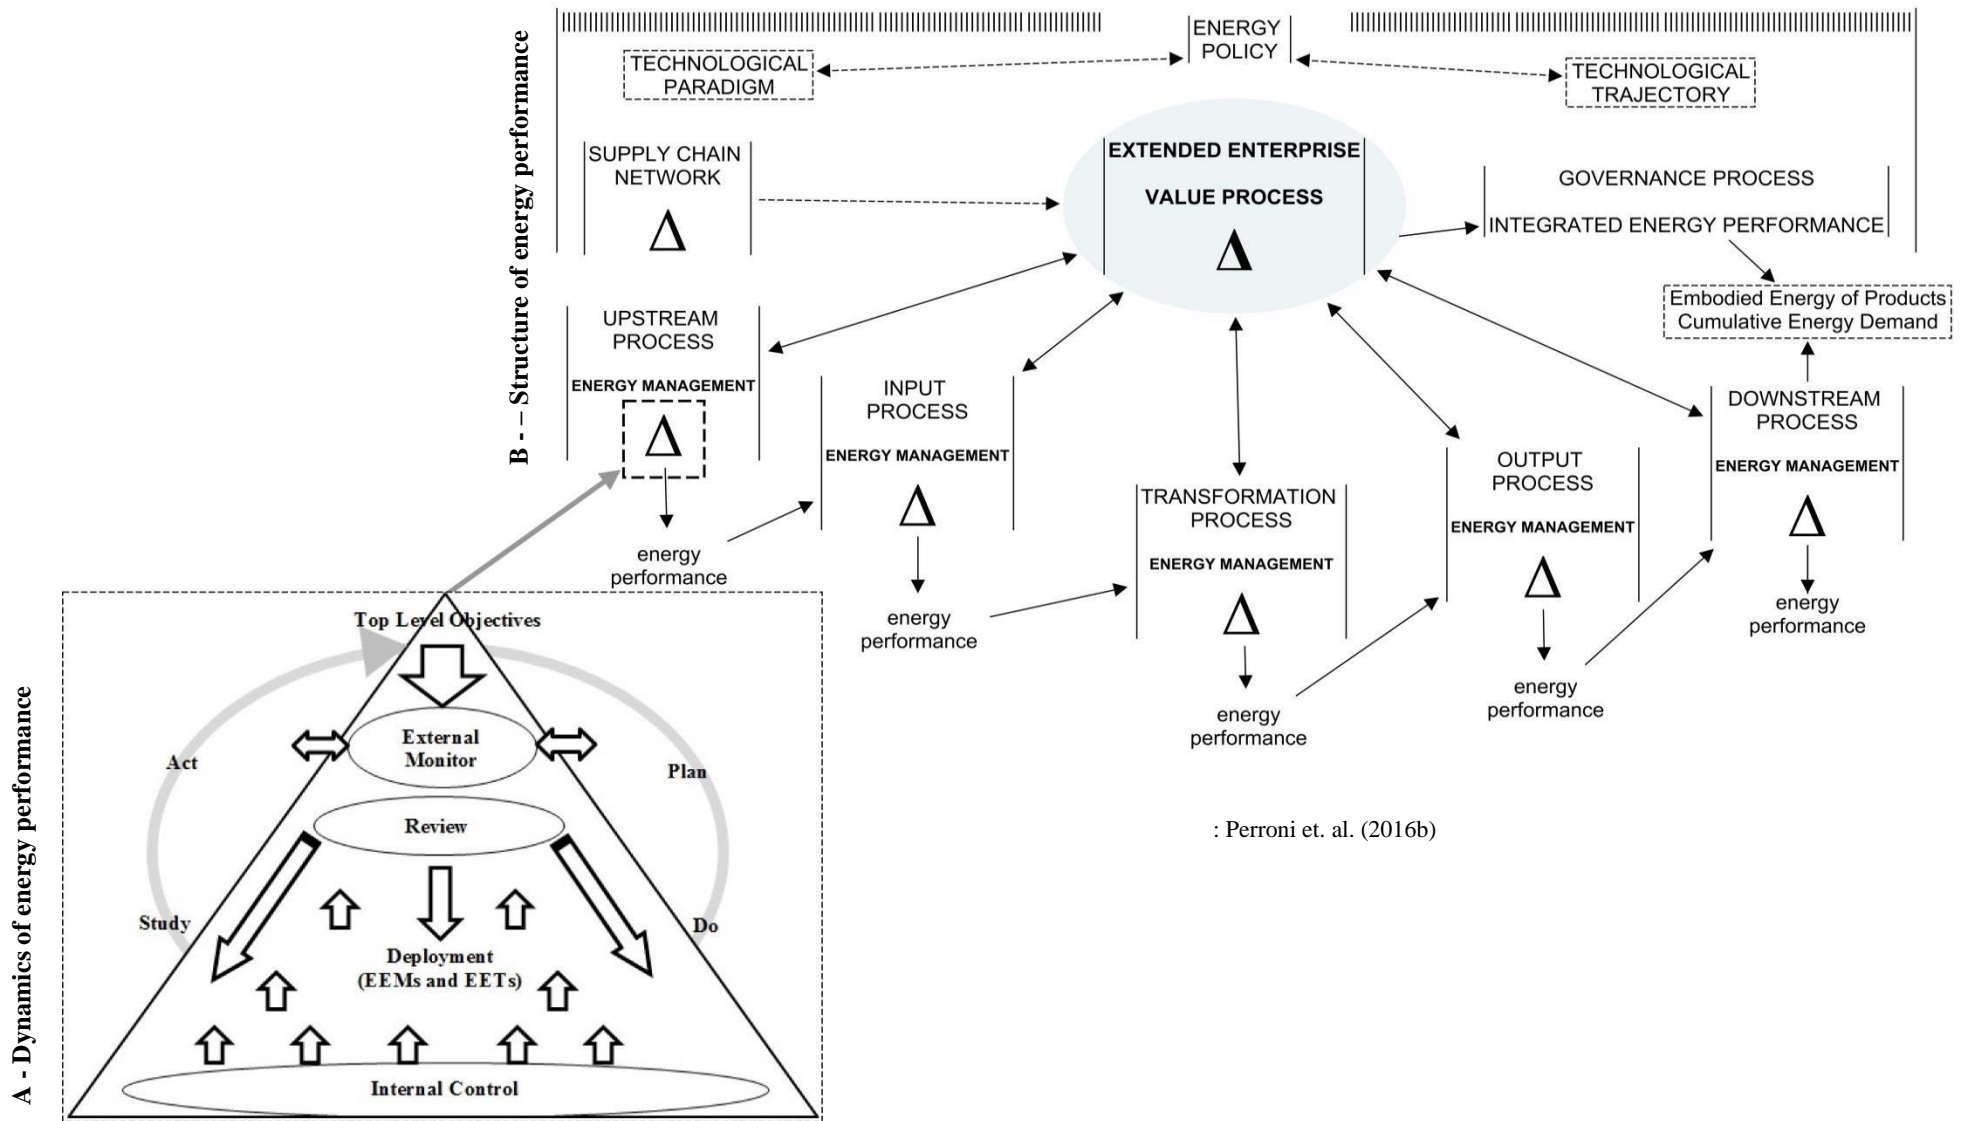 B - – Structure of energy performance
ENERGY
POLICY
TECHNOLOGICAL
PARADIGM
TECHNOLOGICAL
TRAJECTORY
SUPPLY CHAIN
NETWORK
Δ
EXTENDED ENTERPRISE
VALUE PROCESS
Δ
GOVERNANCE PROCESS
INTEGRATED ENERGY PERFORMANCE
Embodied Energy of Products
Cumulative Energy Demand
UPSTREAM
PROCESS
ENERGY MANAGEMENT
Δ
energy
performance
INPUT
PROCESS
ENERGY MANAGEMENT
Δ
energy
performance
TRANSFORMATION
PROCESS
ENERGY MANAGEMENT
Δ
energy
performance
OUTPUT
PROCESS
ENERGY MANAGEMENT
Δ
energy
performance
DOWNSTREAM
PROCESS
ENERGY MANAGEMENT
Δ
energy
performance
A - Dynamics of energy performance
Top Level Objectives
External
Monitor
Act
Plan
Review
Study
Do
Deployment
(EEMs and EETs)
Internal Control
: Perroni et. al. (2016b)